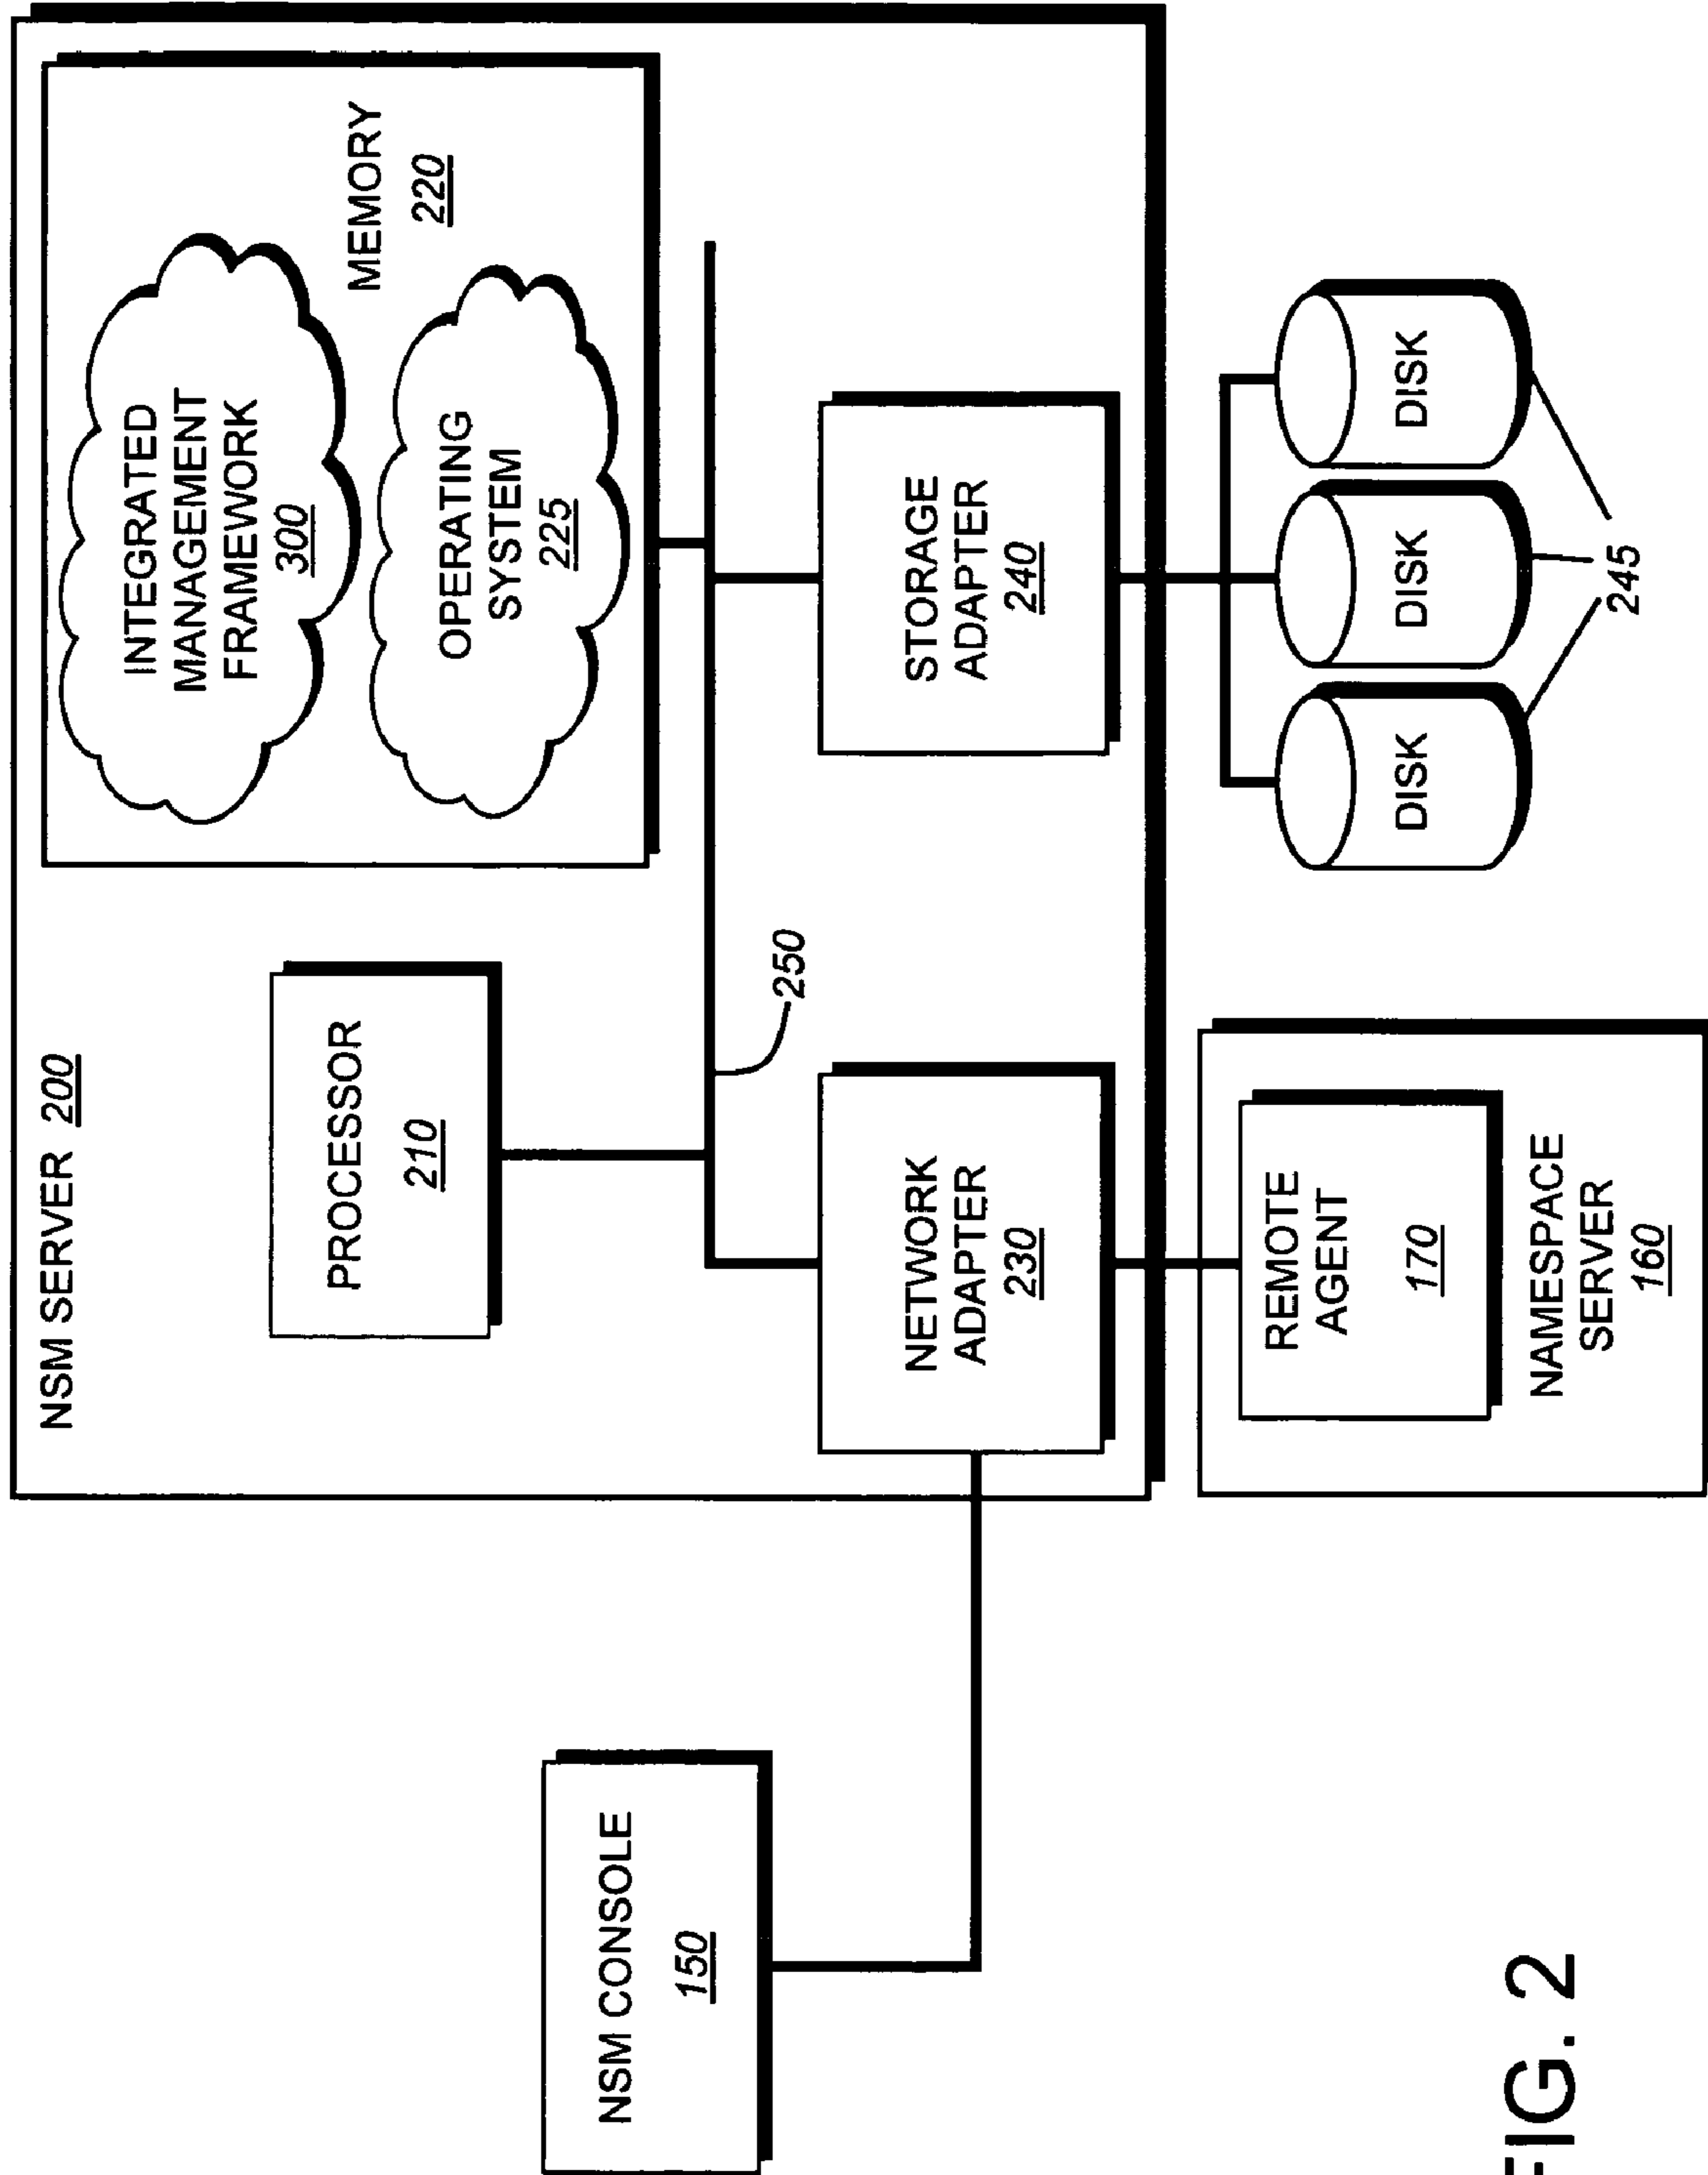 NSM SERVER 200
PROCESSOR
210
INTEGRATED
MANAGEMENT
FRAMEWORK
300
MEMORY
220
OPERATING
SYSTEM
225
250
NSM CONSOLE
150
NETWORK
ADAPTER
230
STORAGE
ADAPTER
240
REMOTE
AGENT
170
NAMESPACE
SERVER
160
DISK
DISK
DISK
245
FIG. 2